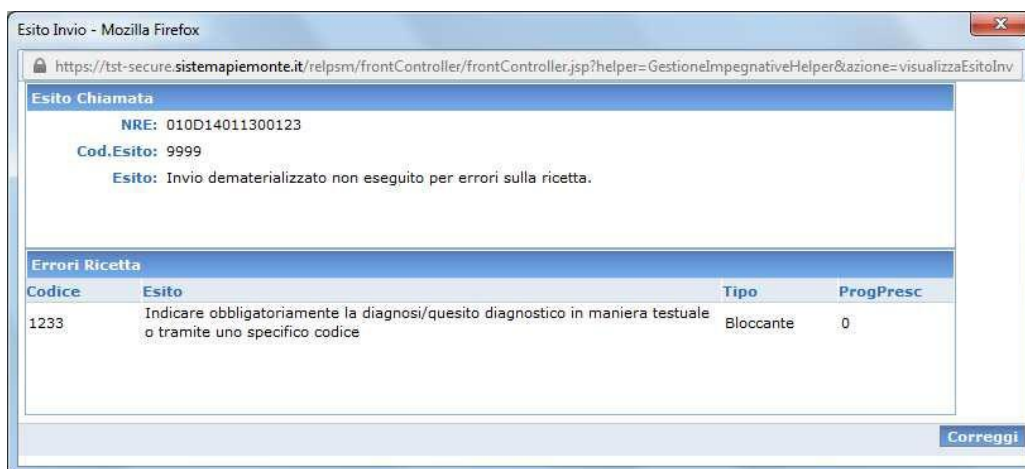 Esito Invio - Mozilla Firefox
https://tst-secure.sistemapiemonte.it/relpsm/frontController/frontController.jsp?helper=GestioneImpegnativeHelper&azione=visualizzaEsitoInv
Esito Chiamata
NRE: 010D14011300123
Cod.Esito: 9999
Esito: Invio dematerializzato non eseguito per errori sulla ricetta.
Errori Ricetta
Codice Esito Tipo ProgPresc
1233 Indicare obbligatoriamente la diagnosi/quesito diagnostico in maniera testuale Bloccante 0
o tramite uno specifico codice
Correggi